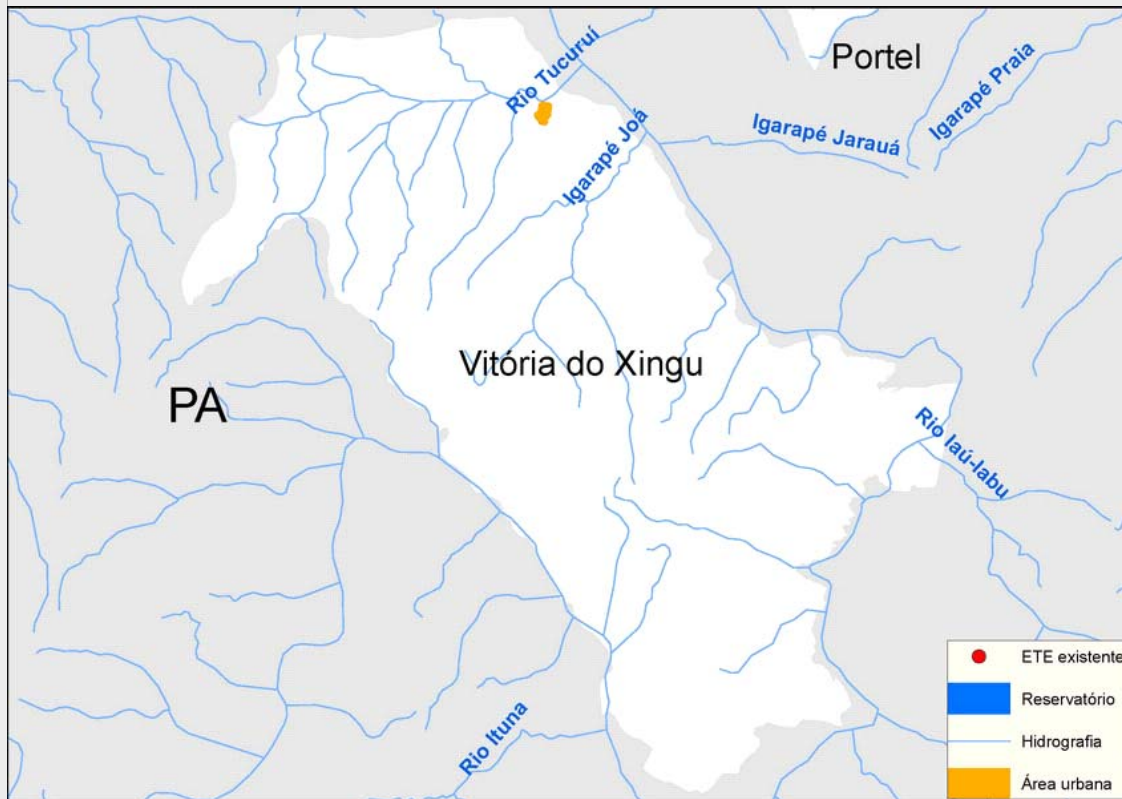 Rio Tucuruí
Portel
Igarapé Praia
Igarapé Jarauá
Igarapé Joá
Vitória do Xingu
PA
Rio Iaú-Iabu
Rio Ituna
ETE existente
Reservatório
Hidrografia
Área urbana